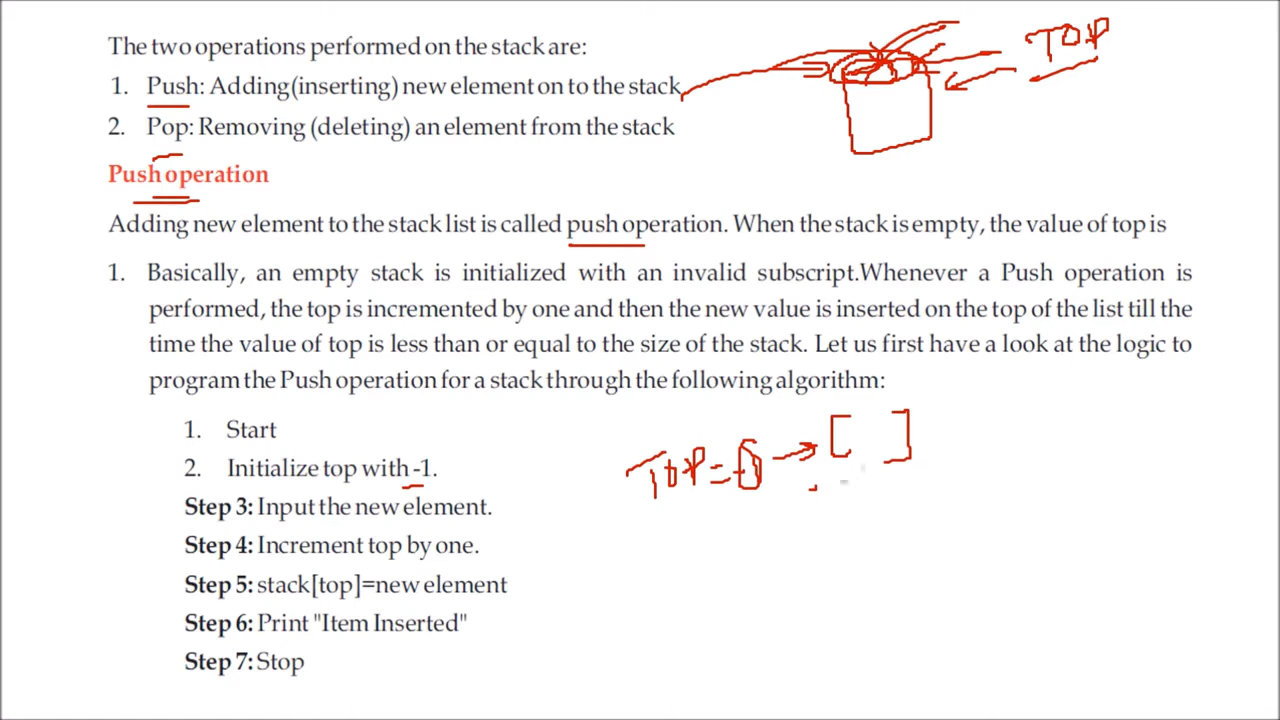 The two operations performed on the stack are:
TOP
1. Push: Adding(inserting) new element on to the stack
2. Pop: Removing (deleting) an element from the stack
Push operation
Adding new element to the stack list is called push operation. When the stack is empty, the value of top is
1. Basically, an empty stack is initialized with an invalid subscript.Whenever a Push operation is
performed, the top is incremented by one and then the new value is inserted on the top of the list till the
time the value of top is less than or equal to the size of the stack. Let us first have a look at the logic to
program the Push operation for a stack through the following algorithm:
1. Start
2. Initialize top with -1.
TOP = [ ]
Step 3: Input the new element.
Step 4: Increment top by one.
Step 5: stack[top]=new element
Step 6: Print "Item Inserted"
Step 7: Stop